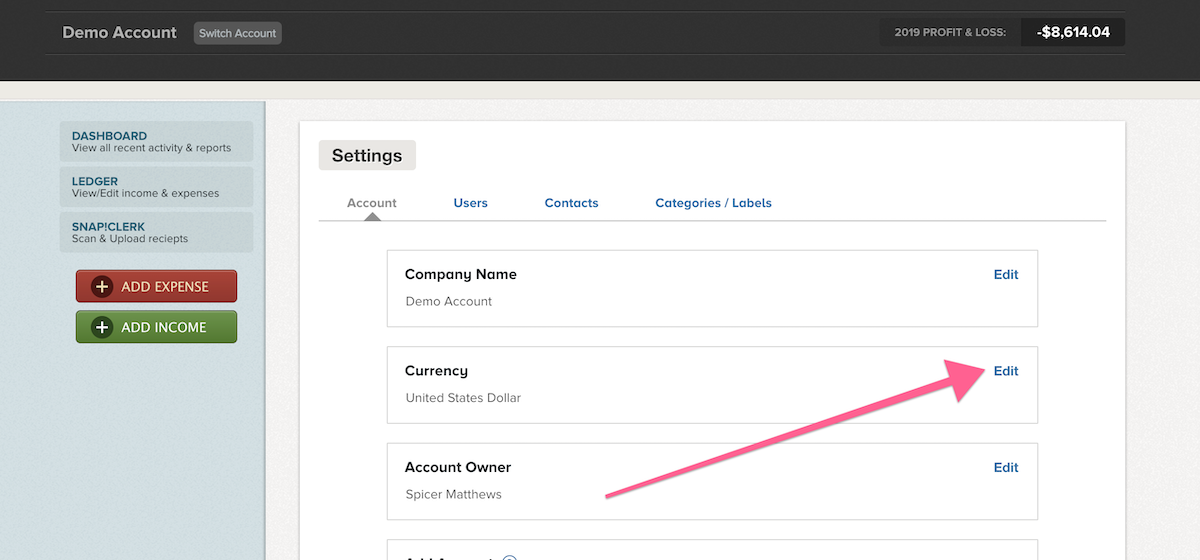 Demo Account
Switch Account
2019 PROFIT & LOSS:
-$8,614.04
DASHBOARD
View all recent activity & reports
LEDGER
View/Edit income & expenses
SNAP!CLERK
Scan & Upload reciepts
+ ADD EXPENSE
+ ADD INCOME
Settings
Account
Users
Contacts
Categories / Labels
Company Name
Edit
Demo Account
Currency
Edit
United States Dollar
Account Owner
Edit
Spicer Matthews